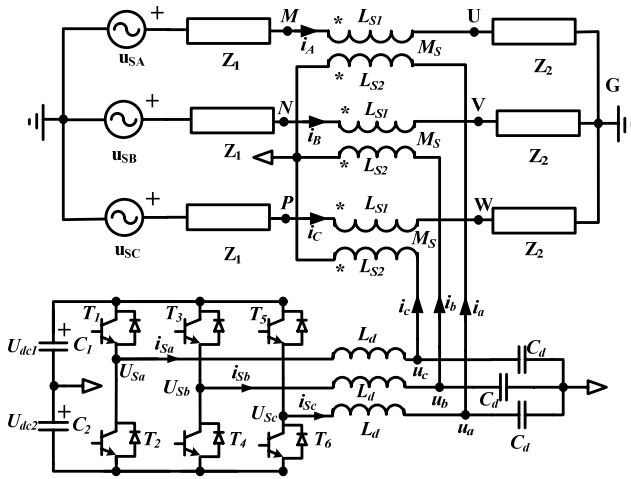 M L_S1 U
u_SA + Z_1 i_A M_S Z_2
* L_S2 G
*
N L_S1 V
u_SB + Z_1 i_B * M_S Z_2
* L_S2
P L_S1 W
u_SC + Z_1 i_C * M_S Z_2
* L_S2
i_c i_b i_a
T_1 T_3 T_5
+ U_dc1 C_1 i_Sa L_d C_d
U_Sa i_Sb L_d u_c
U_Sb i_Sc L_d u_b C_d
+ U_Sc u_a
U_dc2 C_2 T_2 T_4 T_6 L_d C_d